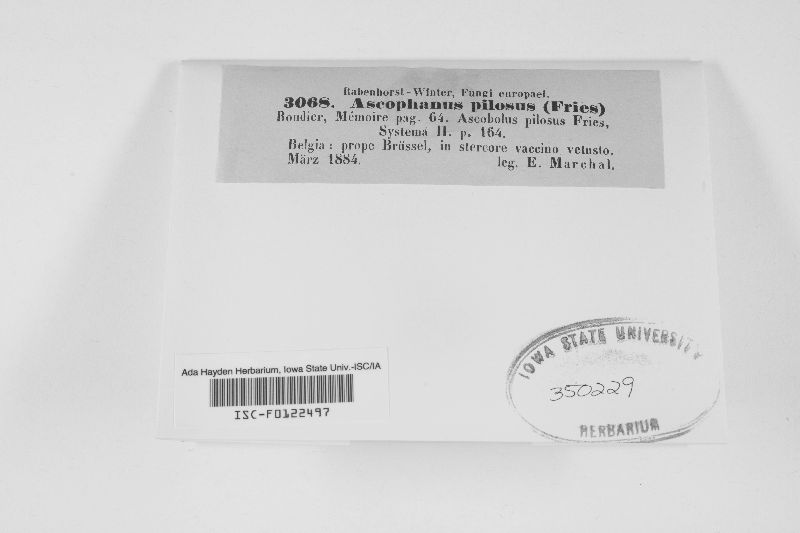 Rabenhorst-Winter, Fungi europaei.
3068. Ascophanus pilosus (Fries)
Boudier, Mémoire pag. 64. Ascobolus pilosus Fries,
Systema II. p. 164.
Belgia: prope Brüssel, in stercore vaccino vetusto.
März 1884. leg. E. Marchal.
Ada Hayden Herbarium, Iowa State Univ.-ISC/IA
ISC-F0122497
IOWA STATE UNIVERSITY
350229
HERBARIUM